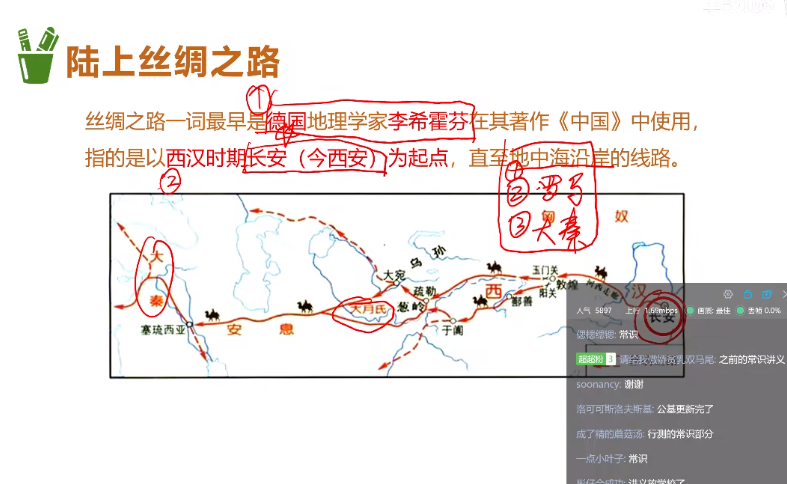 陆上丝绸之路
①
丝绸之路一词最早是德国地理学家李希霍芬在其著作《中国》中使用，
指的是以西汉时期长安（今西安）为起点，直至地中海沿岸的线路。
②
①
②罗马
③大秦
匈 奴
乌孙
大宛
大秦
疏勒
玉门关
敦煌
河西走廊
汉
西
阳关
鄯善
葱岭
大月氏
于阗
安 息
塞琉西亚
长安
人气 5897 上行 1.69mbps 画质: 最佳 丢帧 0.0%
常识
3
之前的常识讲义
soonancy: 谢谢
洛可可斯洛夫斯基: 公基更新完了
成了精的蘑菇汤: 行测的常识部分
一点小叶子: 常识